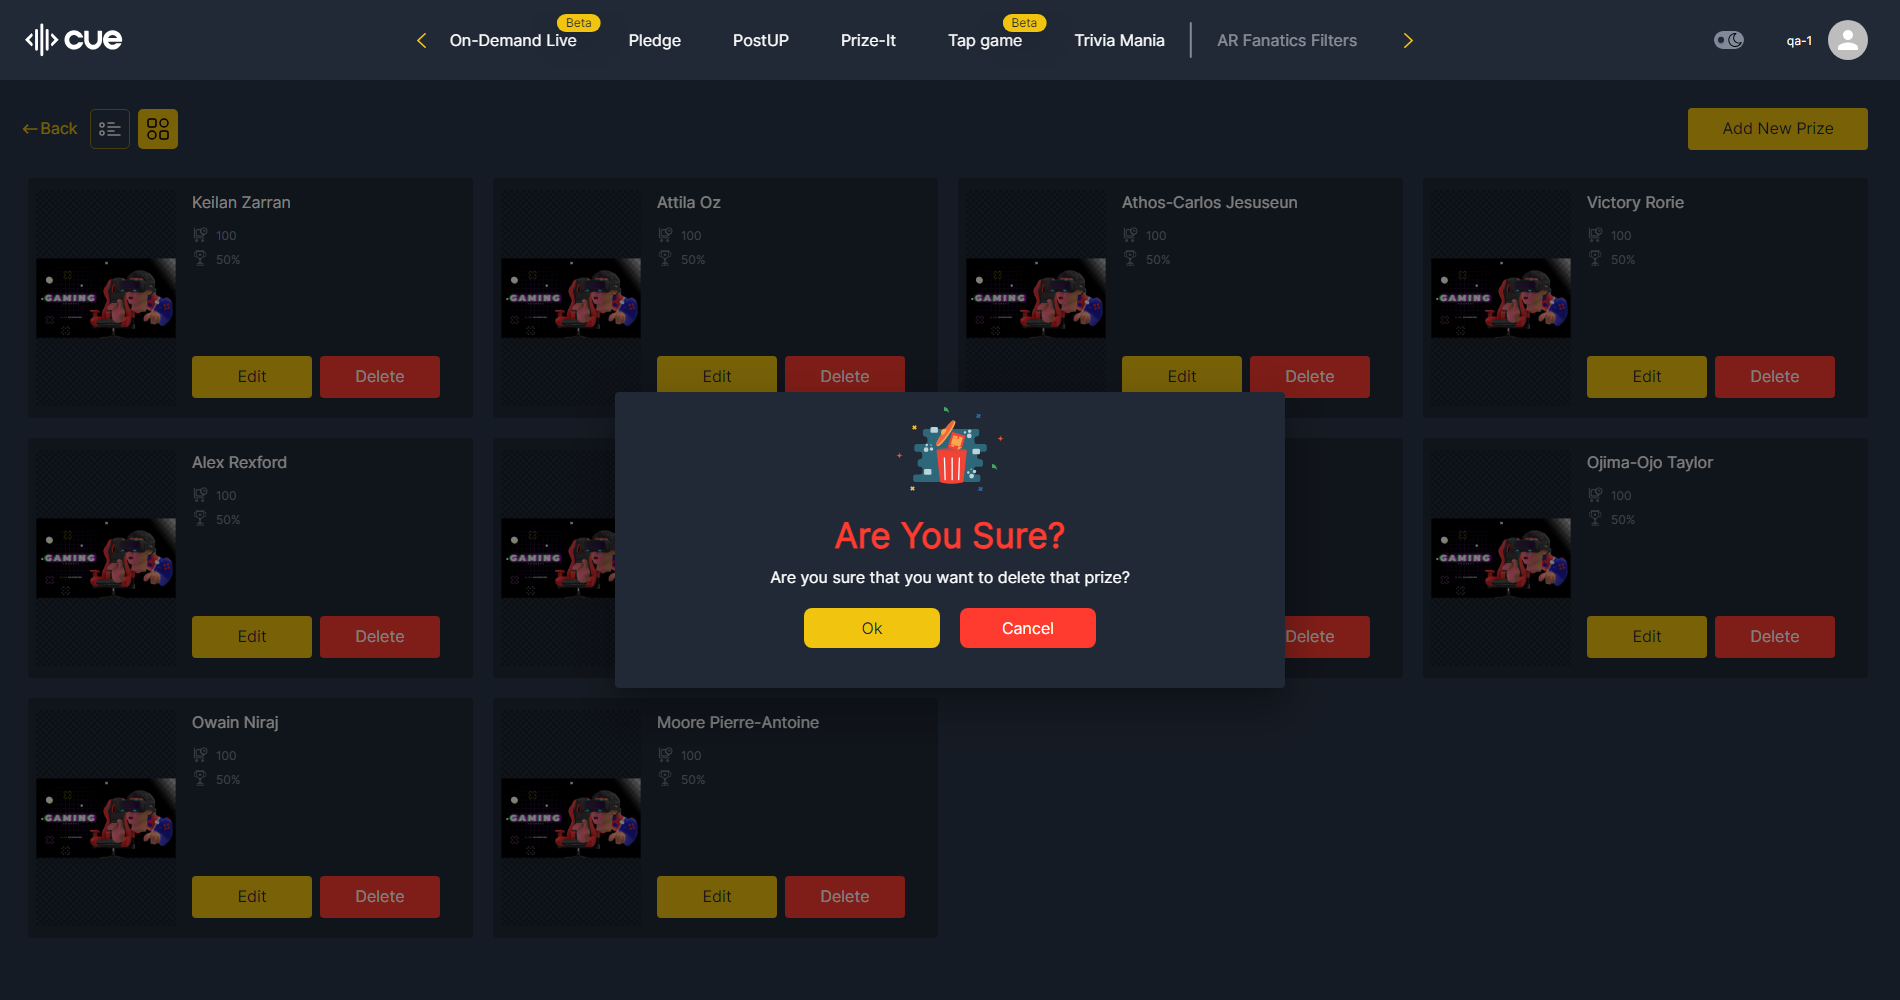 cue
On-Demand Live
Beta
Pledge
PostUP
Prize-It
Tap game
Beta
Trivia Mania
AR Fanatics Filters
qa-1
Back
Add New Prize
GAMING
Keilan Zarran
100
50%
Edit
Delete
GAMING
Attila Oz
100
50%
Edit
Delete
GAMING
Athos-Carlos Jesuseun
100
50%
Edit
Delete
GAMING
Victory Rorie
100
50%
Edit
Delete
GAMING
Alex Rexford
100
50%
Edit
Delete
GAMING
Are You Sure?
Are you sure that you want to delete that prize?
Ok
Cancel
Delete
GAMING
Ojima-Ojo Taylor
100
50%
Edit
Delete
GAMING
Owain Niraj
100
50%
Edit
Delete
GAMING
Moore Pierre-Antoine
100
50%
Edit
Delete